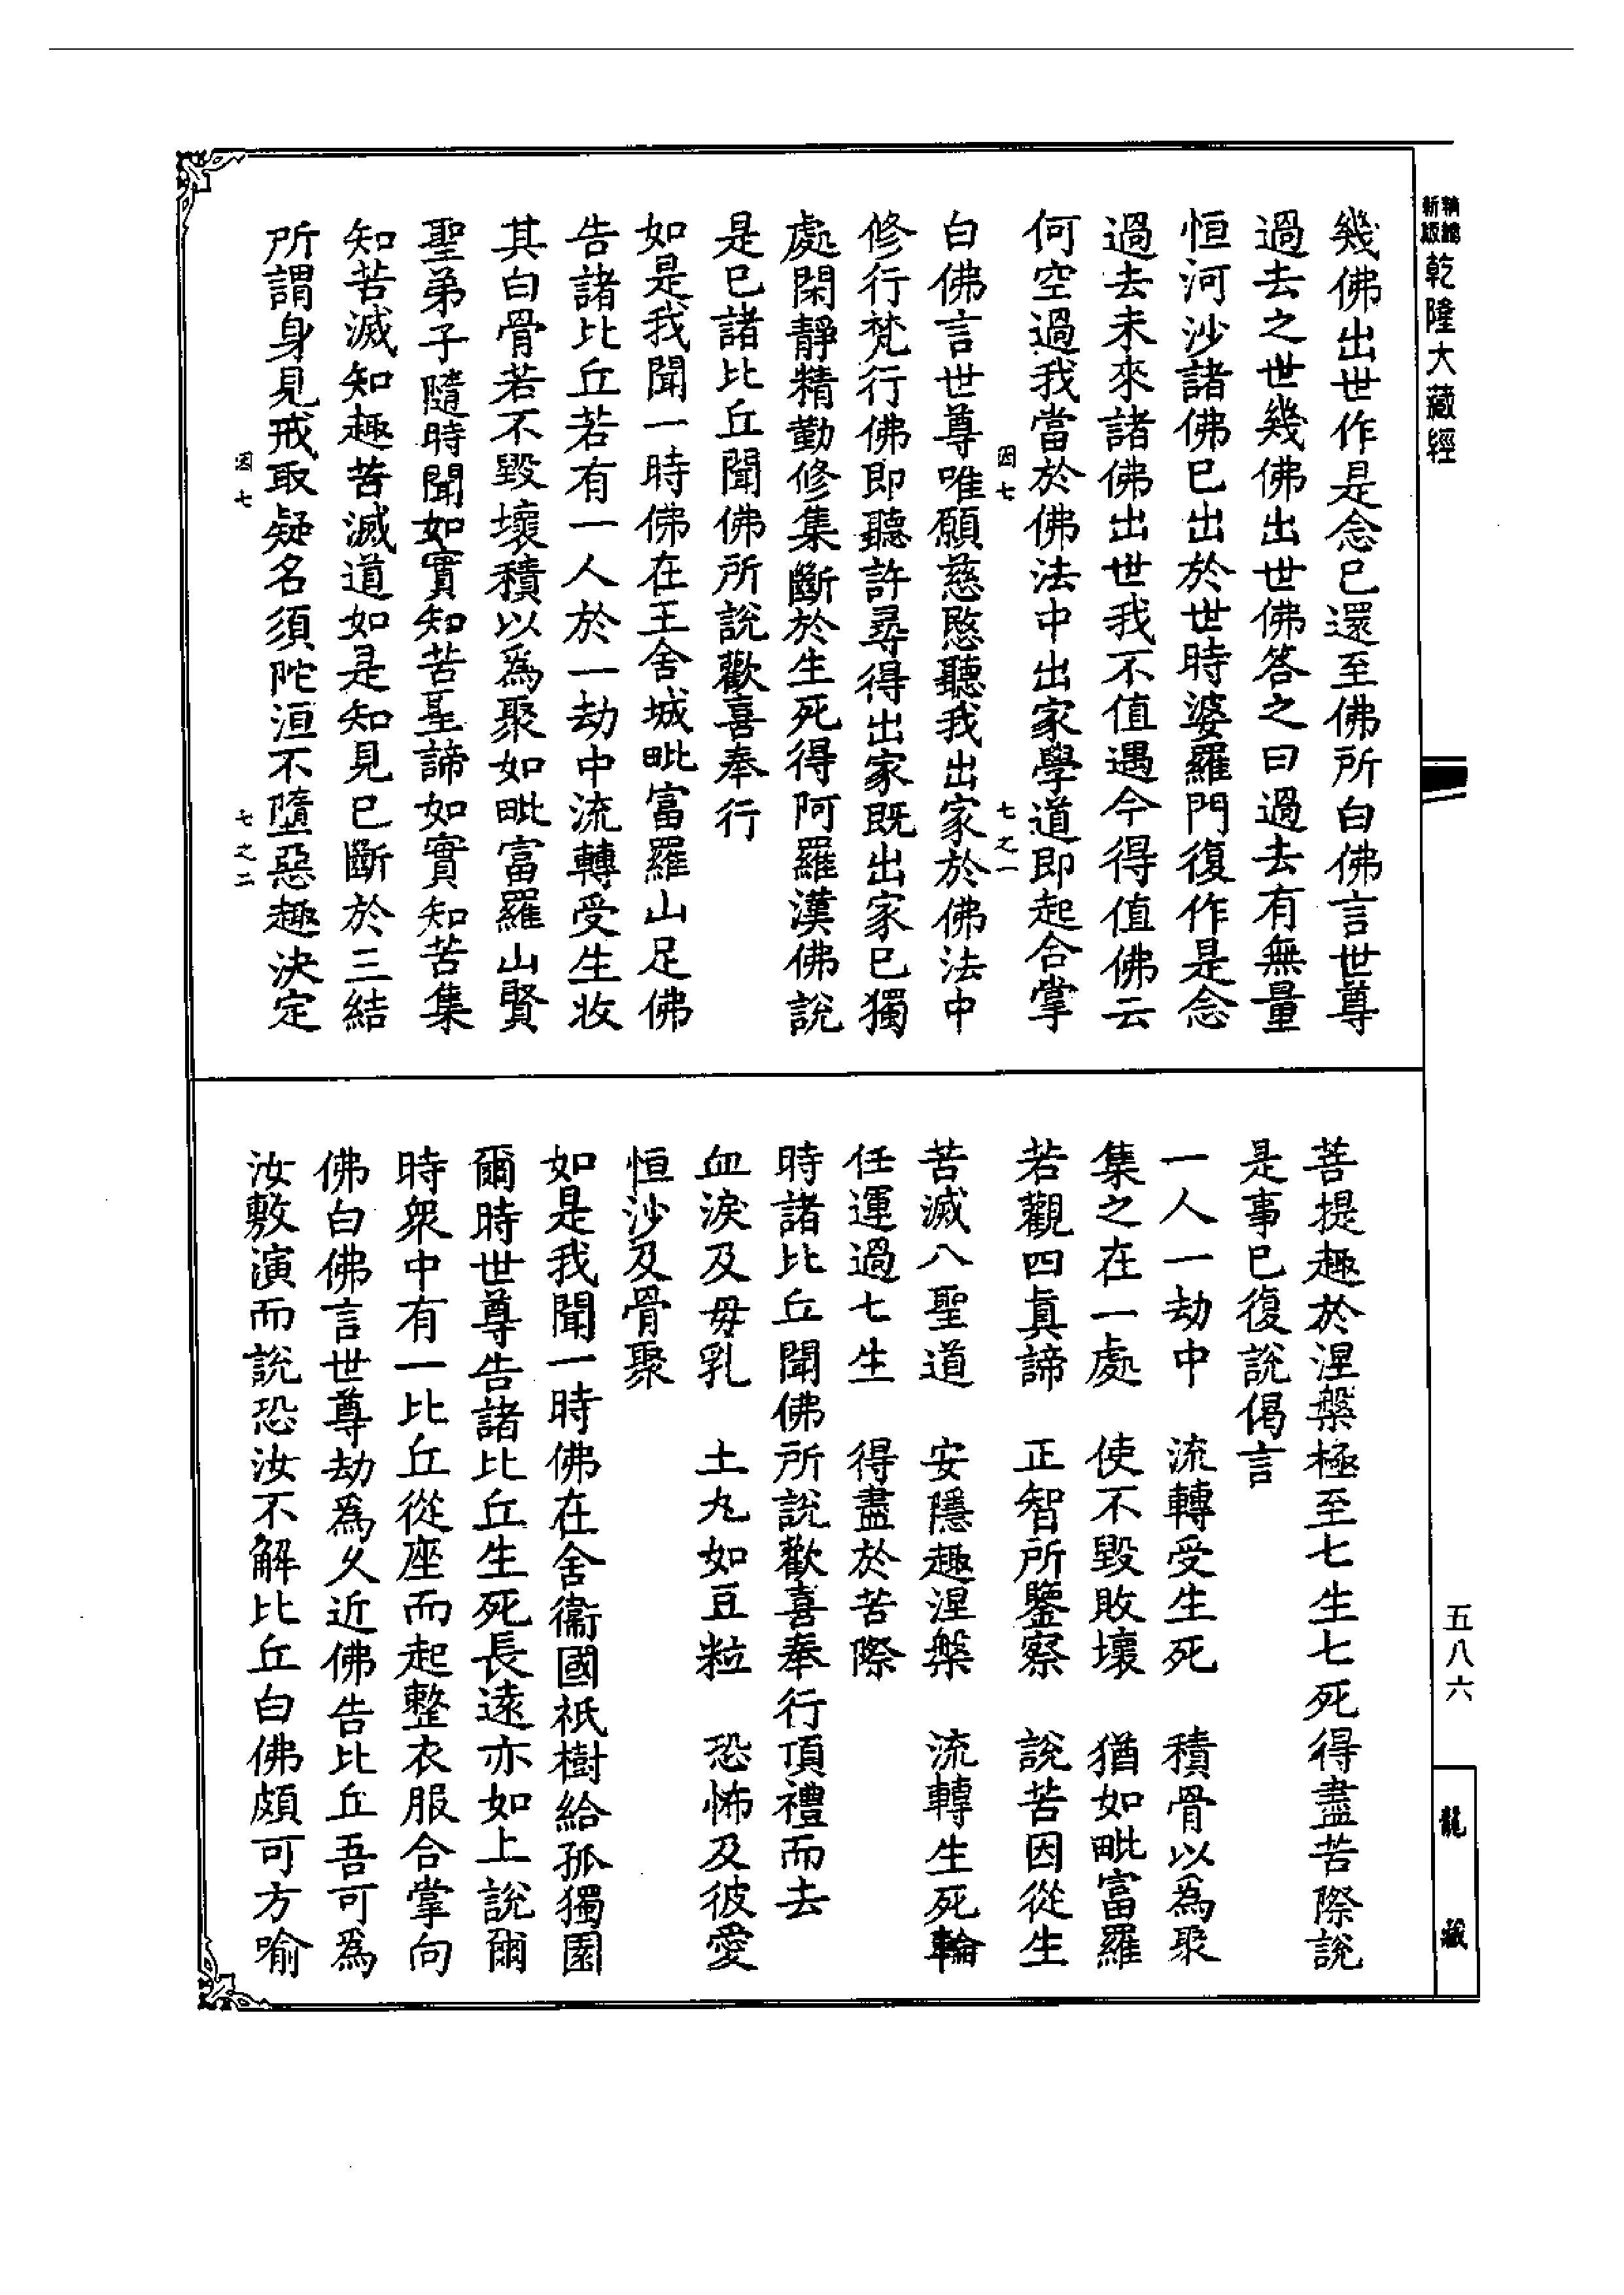 新版
精縮
乾隆大藏經
幾佛出世作是念已還至佛所白佛言世尊
過去之世幾佛出世佛答之曰過去有無量
恒河沙諸佛已出於世時婆羅門復作是念
過去未來諸佛出世我不值遇今得值佛云
何空過我當於佛法中出家學道即起合掌
因七 七之一
白佛言世尊唯願慈愍聽我出家於佛法中
修行梵行佛即聽許尋得出家既出家已獨
處閑靜精勤修集斷於生死得阿羅漢佛說
是已諸比丘聞佛所說歡喜奉行
如是我聞一時佛在王舍城毗富羅山足佛
告諸比丘若有一人於一劫中流轉受生妝
其白骨若不毀壞積以爲聚如毗富羅山賢
聖弟子隨時聞如實知苦聖諦如實知苦集
知苦滅知趣苦滅道如是知見已斷於三結
所謂身見戒取疑名須陀洹不墮惡趣決定
因七 七之二
菩提趣於涅槃極至七生七死得盡苦際說
是事已復說偈言
一人一劫中 流轉受生死 積骨以為聚
集之在一處 使不毀敗壞 猶如毗富羅
若觀四真諦 正智所鑒察 說苦因從生
苦滅八聖道 安隱趣涅槃 流轉生死輪
任運過七生 得盡於苦際
時諸比丘聞佛所說歡喜奉行頂禮而去
血淚及毋乳 土丸如豆粒 恐怖及彼愛
恒沙及骨聚
如是我聞一時佛在舍衞國祇樹給孤獨園
爾時世尊告諸比丘生死長遠亦如上說爾
時眾中有一比丘從座而起整衣服合掌向
佛白佛言世尊劫爲久近佛告比丘吾可爲
汝敷演而說恐汝不解比丘白佛頗可方喻
五八六
龍藏